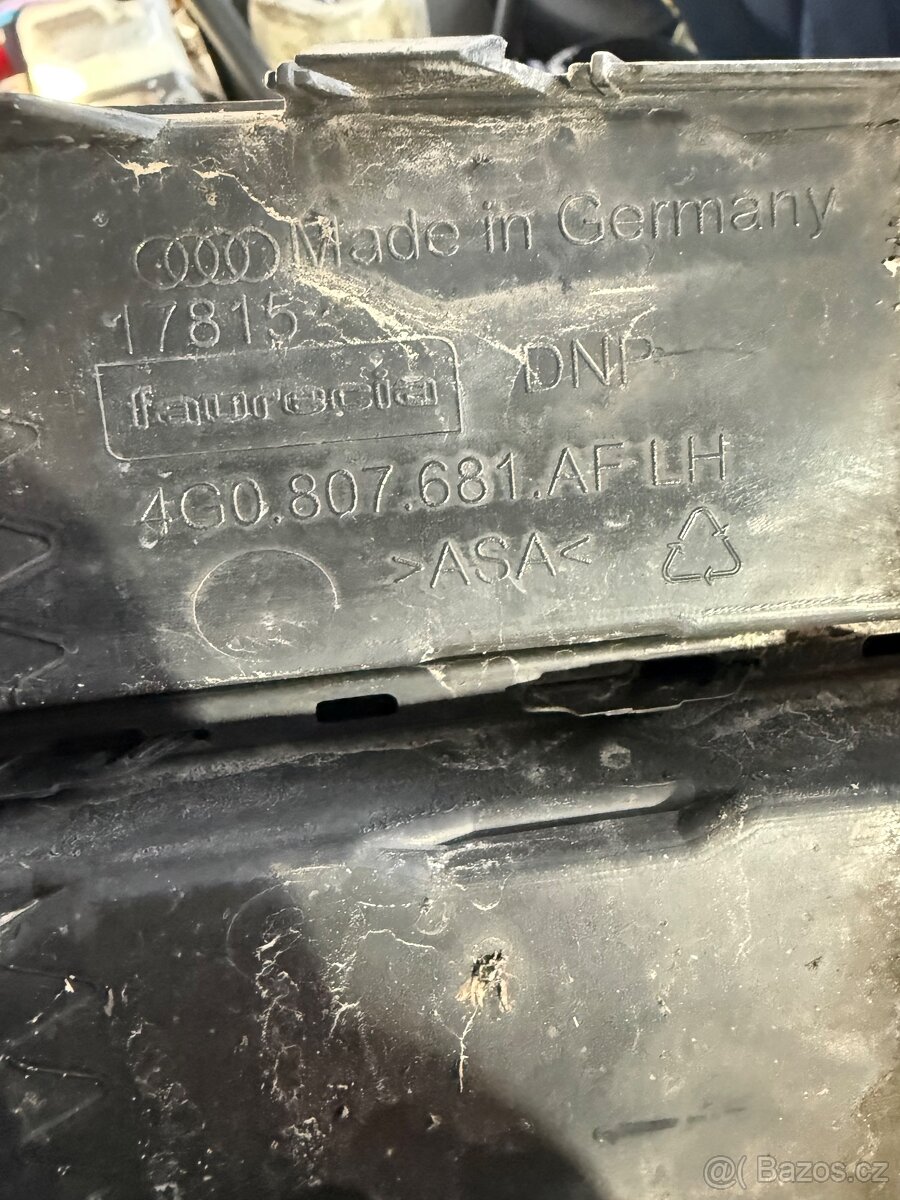 Made in Germany
17815
faurecia
DNP
4G0.807.681.AF LH
>ASA<
@( Bazos.cz